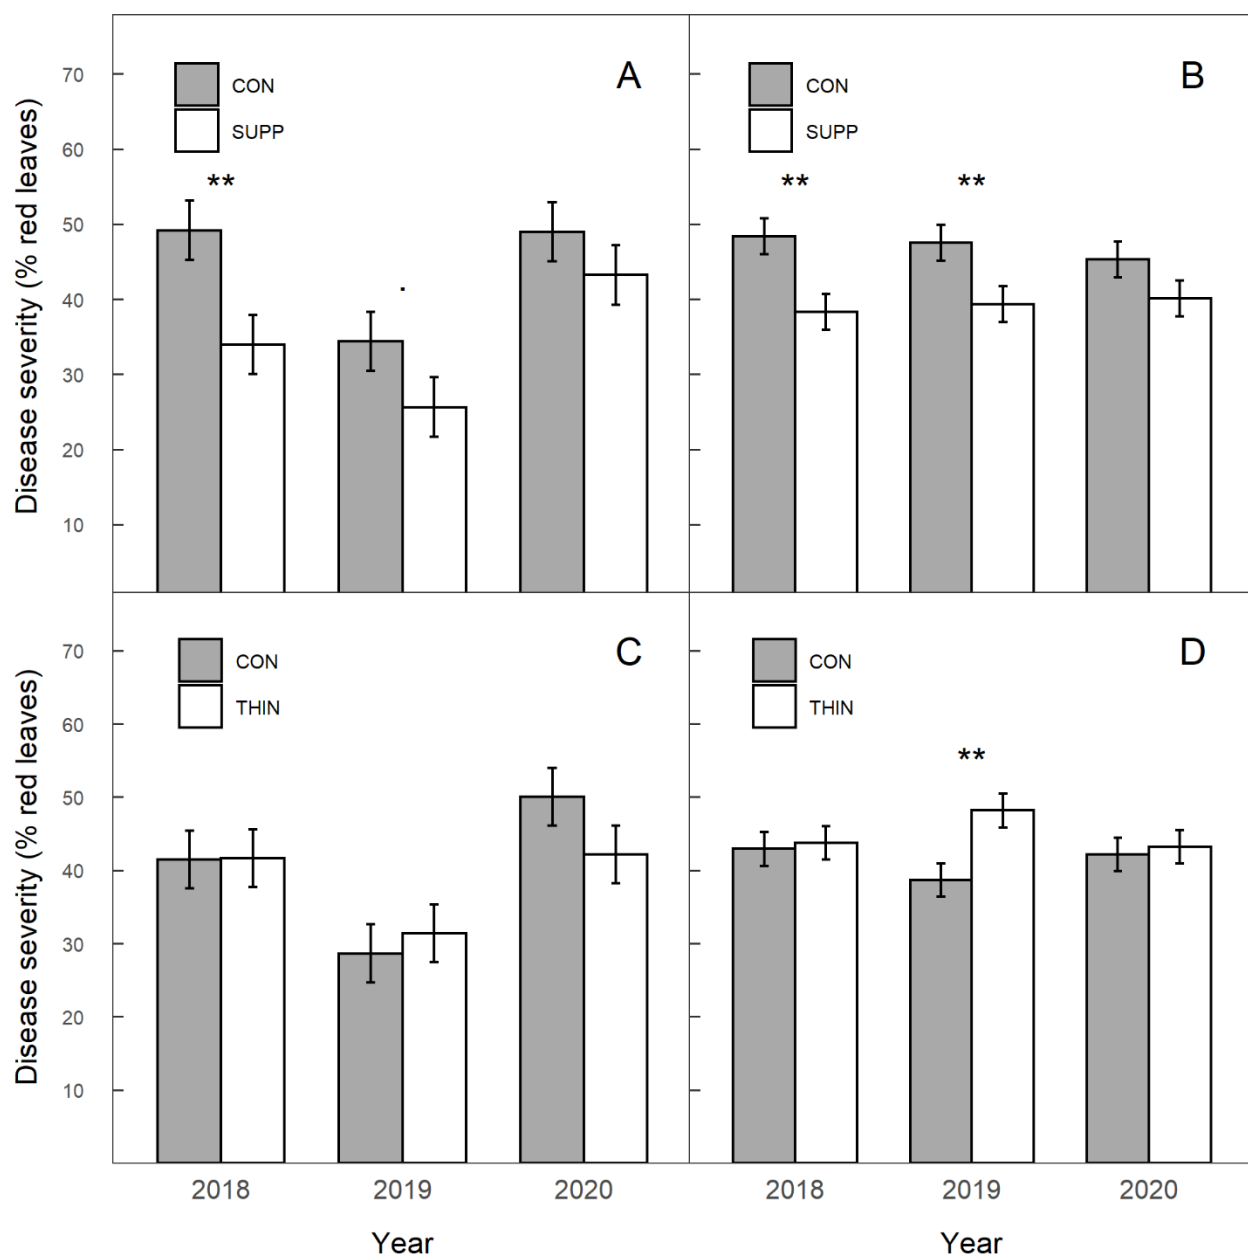 Disease severity (% red leaves)
70
60
50
40
30
20
10
A
CON
SUPP
**
.
B
CON
SUPP
**
**
Disease severity (% red leaves)
70
60
50
40
30
20
10
C
CON
THIN
D
CON
THIN
**
2018
2019
2020
2018
2019
2020
Year
Year